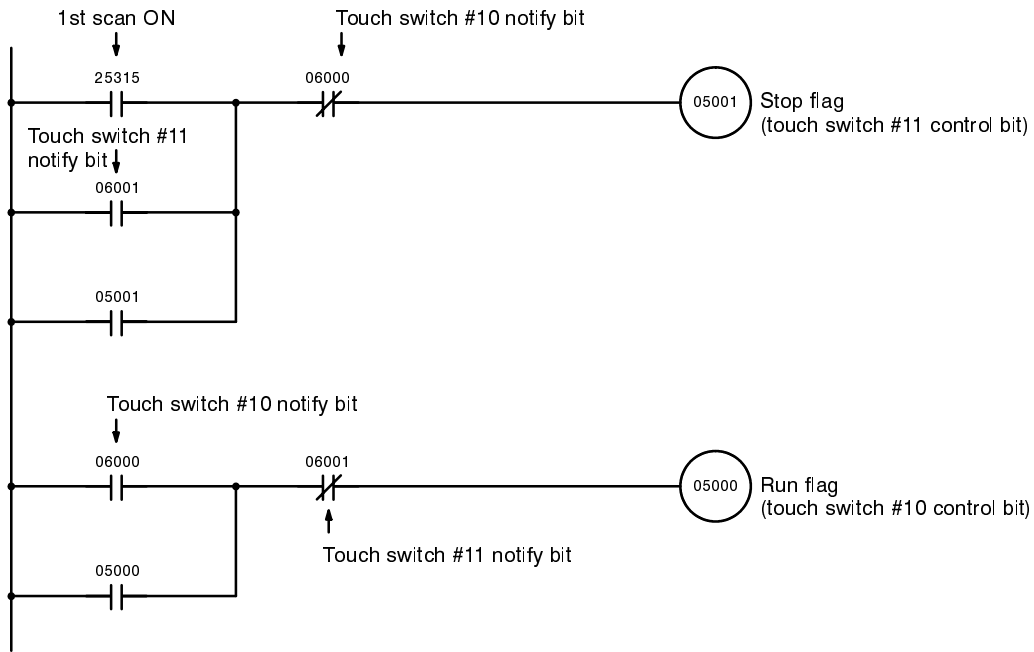 1st scan ON
Touch switch #10 notify bit
25315
06000
05001
Stop flag
(touch switch #11 control bit)
Touch switch #11
notify bit
06001
05001
Touch switch #10 notify bit
06000
06001
05000
Run flag
(touch switch #10 control bit)
Touch switch #11 notify bit
05000